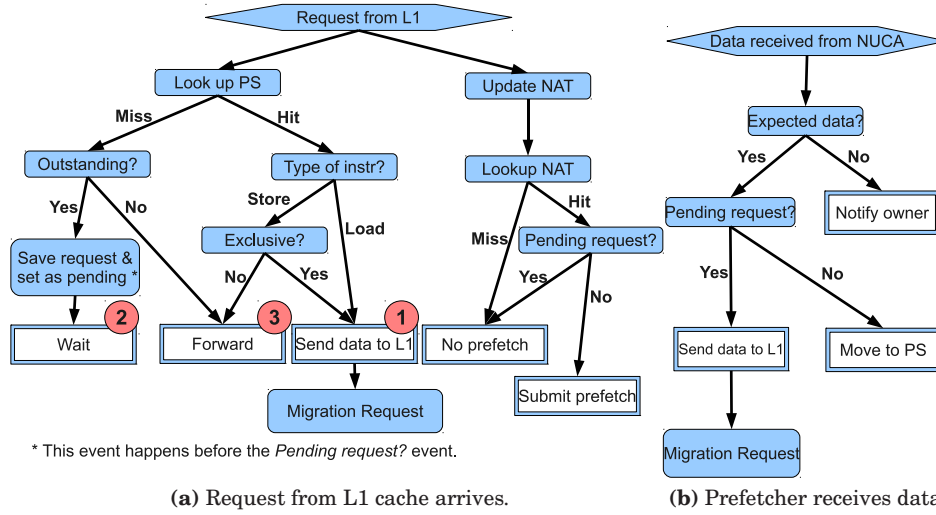 Request from L1
Look up PS
Update NAT
Miss
Hit
Outstanding?
Type of instr?
Lookup NAT
Yes
No
Store
Load
Miss
Hit
Save request &
set as pending *
Exclusive?
Pending request?
No
Yes
Yes
No
2
3
1
Wait
Forward
Send data to L1
No prefetch
Submit prefetch
Migration Request
* This event happens before the Pending request? event.
(a) Request from L1 cache arrives.
Data received from NUCA
Expected data?
Yes
No
Pending request?
Notify owner
Yes
No
Send data to L1
Move to PS
Migration Request
(b) Prefetcher receives data